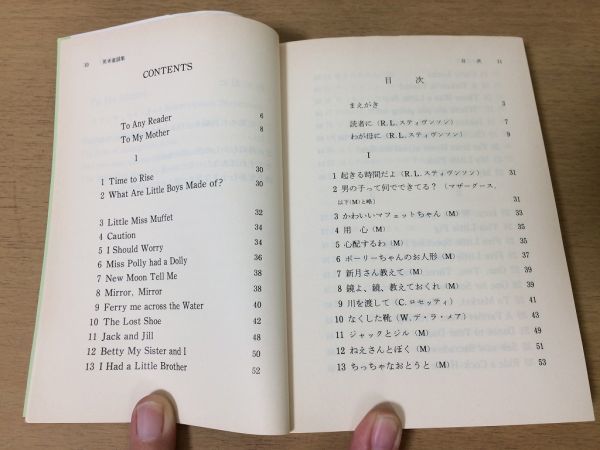 10 英米童謡集
CONTENTS
To Any Reader 6
To My Mother 8
I
1 Time to Rise 30
2 What Are Little Boys Made of? 30
3 Little Miss Muffet 32
4 Caution 34
5 I Should Worry 34
6 Miss Polly had a Dolly 36
7 New Moon Tell Me 36
8 Mirror, Mirror 38
9 Ferry me across the Water 40
10 The Lost Shoe 42
11 Jack and Jill 48
12 Betty My Sister and I 50
13 I Had a Little Brother 52
目次 11
目次
まえがき 3
読者に〈R.L.スティヴンソン〉 7
わが母に〈R.L.スティヴンソン〉 9
I
1 起きる時間だよ〈R.L.スティヴンソン〉 31
2 男の子って何でできてる？〈マザーグース,
以下(M)と略〉 31
3 かわいいマフェットちゃん〈M〉 33
4 用心〈M〉 35
5 心配するわ〈M〉 35
6 ポーリーちゃんのお人形〈M〉 37
7 新月さん教えて〈M〉 37
8 鏡よ、鏡、教えておくれ〈M〉 39
9 川を渡して〈C.ロセッティ〉 41
10 なくした靴〈W.デ・ラ・メア〉 43
11 ジャックとジル〈M〉 49
12 ねえさんとぼく〈M〉 51
13 ちっちゃなおとうと〈M〉 53